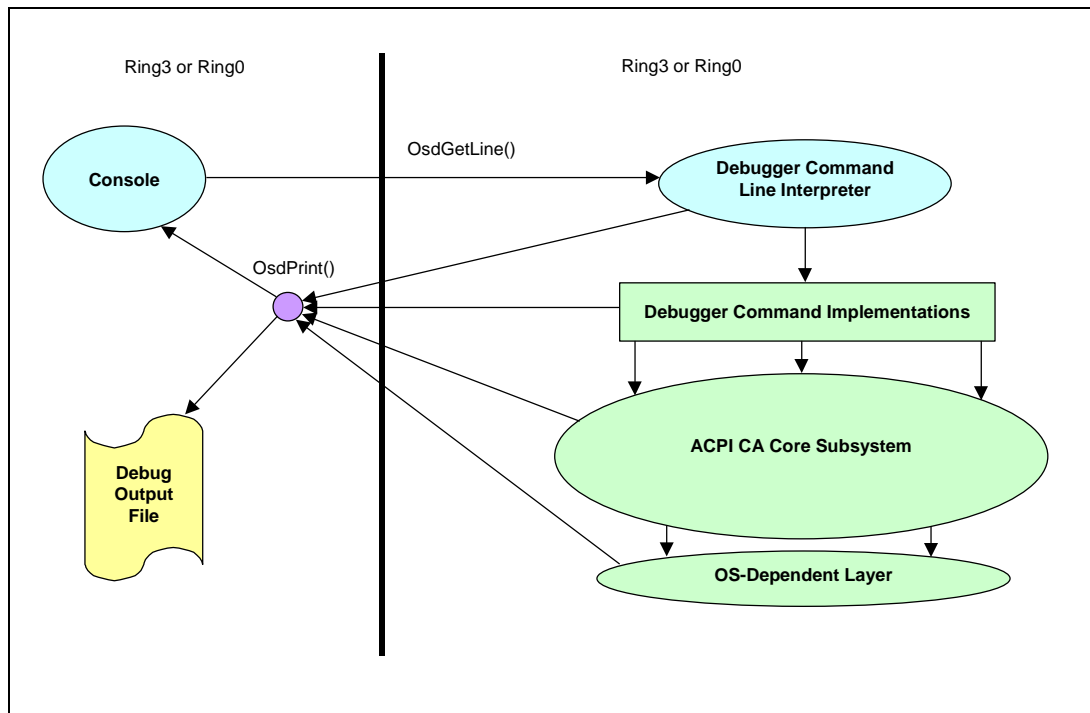 Ring3 or Ring0
Ring3 or Ring0
OsdGetLine()
Console
Debugger Command
Line Interpreter
OsdPrint()
Debugger Command Implementations
ACPI CA Core Subsystem
Debug
Output
File
OS-Dependent Layer